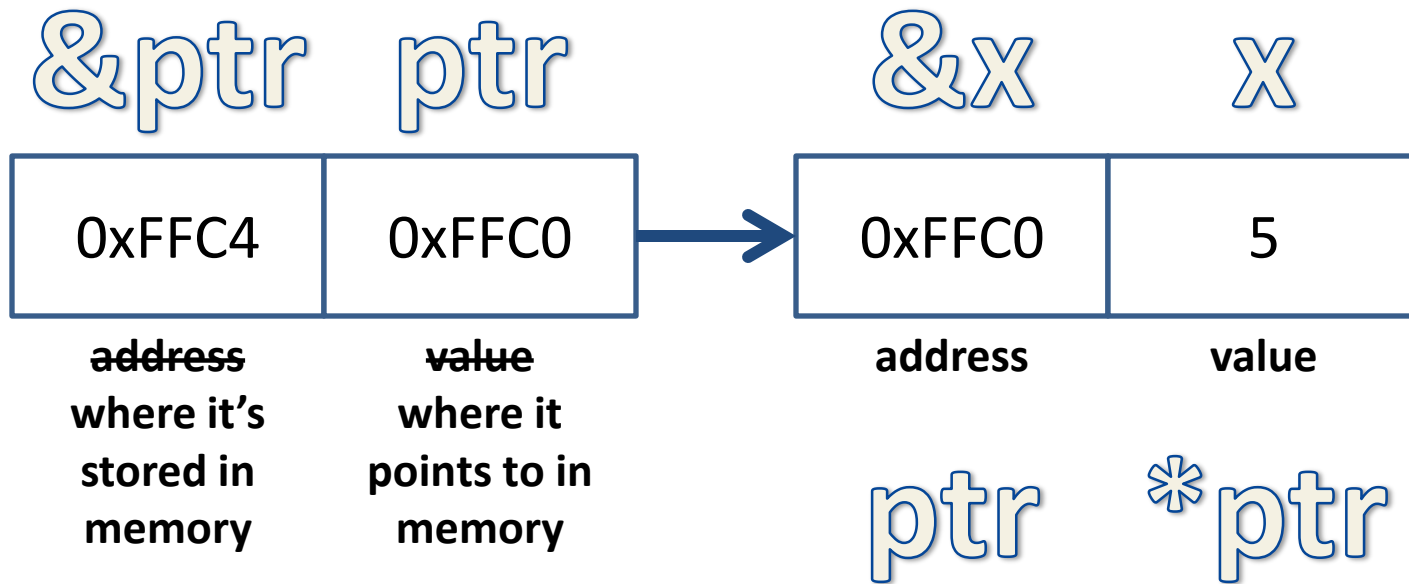 &ptr ptr &x x
0xFFC4 0xFFC0 0xFFC0 5
address value address value
where it's where it
stored in points to in
memory memory
ptr *ptr